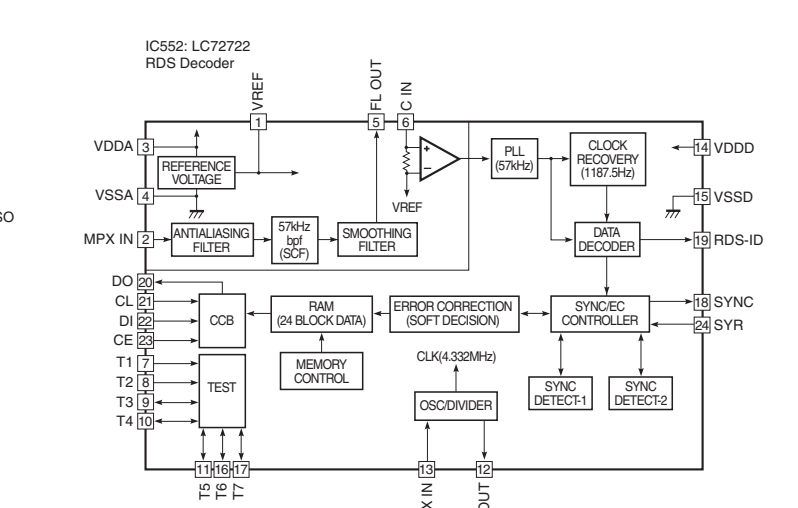 IC552: LC72722
RDS Decoder
VREF
FL OUT
C IN
1
5
6
VDDA 3
REFERENCE
VOLTAGE
VSSA 4
+
−
VREF
PLL
(57kHz)
CLOCK
RECOVERY
(1187.5Hz)
14 VDDD
15 VSSD
SO
MPX IN 2
ANTIALIASING
FILTER
57kHz
bpf
(SCF)
SMOOTHING
FILTER
DATA
DECODER
19 RDS-ID
DO 20
CL 21
DI 22
CE 23
CCB
RAM
(24 BLOCK DATA)
ERROR CORRECTION
(SOFT DECISION)
SYNC/EC
CONTROLLER
18 SYNC
24 SYR
T1 7
T2 8
T3 9
T4 10
TEST
MEMORY
CONTROL
CLK(4.332MHz)
OSC/DIVIDER
SYNC
DETECT-1
SYNC
DETECT-2
11
16
17
13
12
T5
T6
T7
X IN
OUT